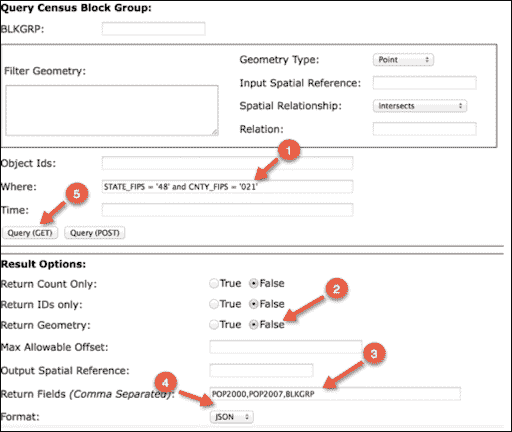 Query Census Block Group:
BLKGRP:
Filter Geometry:
Geometry Type: Point
Input Spatial Reference:
Spatial Relationship: Intersects
Relation:
Object Ids:
1
Where: STATE_FIPS = '48' and CNTY_FIPS = '021'
Time:
5
Query (GET) Query (POST)
Result Options:
Return Count Only: True False
Return IDs only: True False
2
Return Geometry: True False
Max Allowable Offset:
3
Output Spatial Reference:
4
Return Fields (Comma Separated): POP2000,POP2007,BLKGRP
Format: JSON